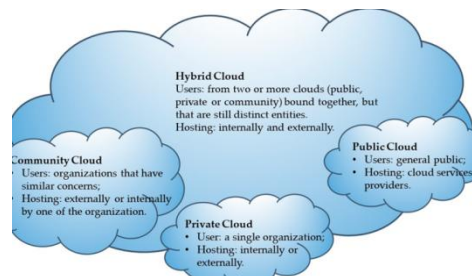 Hybrid Cloud
Users: from two or more clouds (public,
private or community) bound together, but
that are still distinct entities.
Hosting: internally and externally.
Community Cloud
• Users: organizations that have
similar concerns;
• Hosting: externally or internally
by one of the organization.
Public Cloud
• Users: general public;
• Hosting: cloud services
providers.
Private Cloud
• User: a single organization;
• Hosting: internally or
externally.